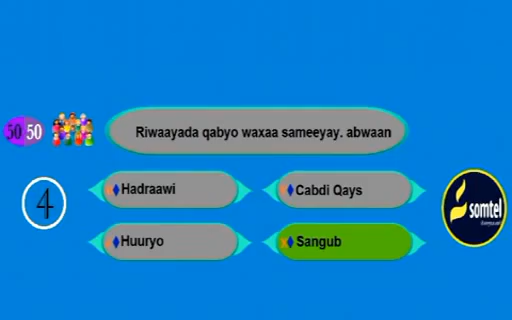 50 50
Riwaayada qabyo waxaa sameeyay. abwaan
4
Hadraawi
Cabdi Qays
Huuryo
Sangub
somtel